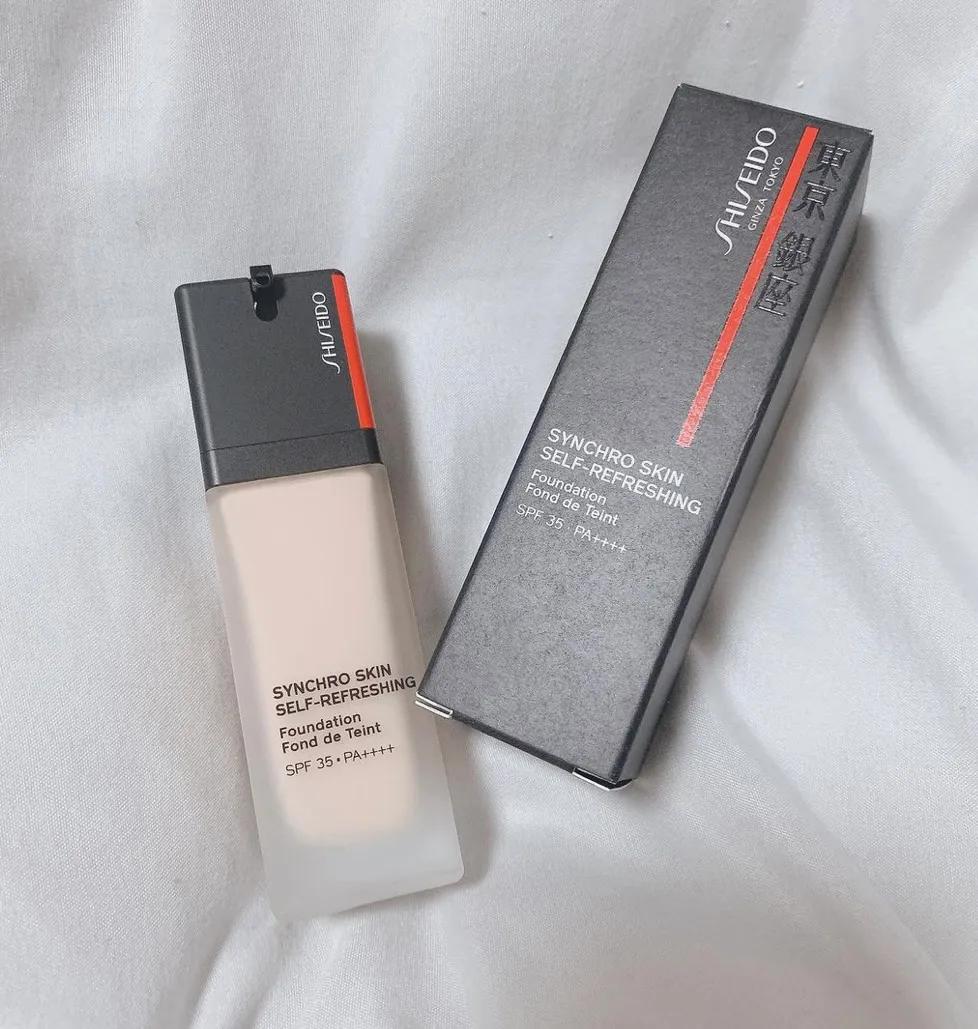 SHISEIDO
SYNCHRO SKIN
SELF-REFRESHING
Foundation
Fond de Teint
SPF 35 • PA++++
SHISEIDO
GINZA TOKYO
東京 銀座
SYNCHRO SKIN
SELF-REFRESHING
Foundation
Fond de Teint
SPF 35 · PA++++